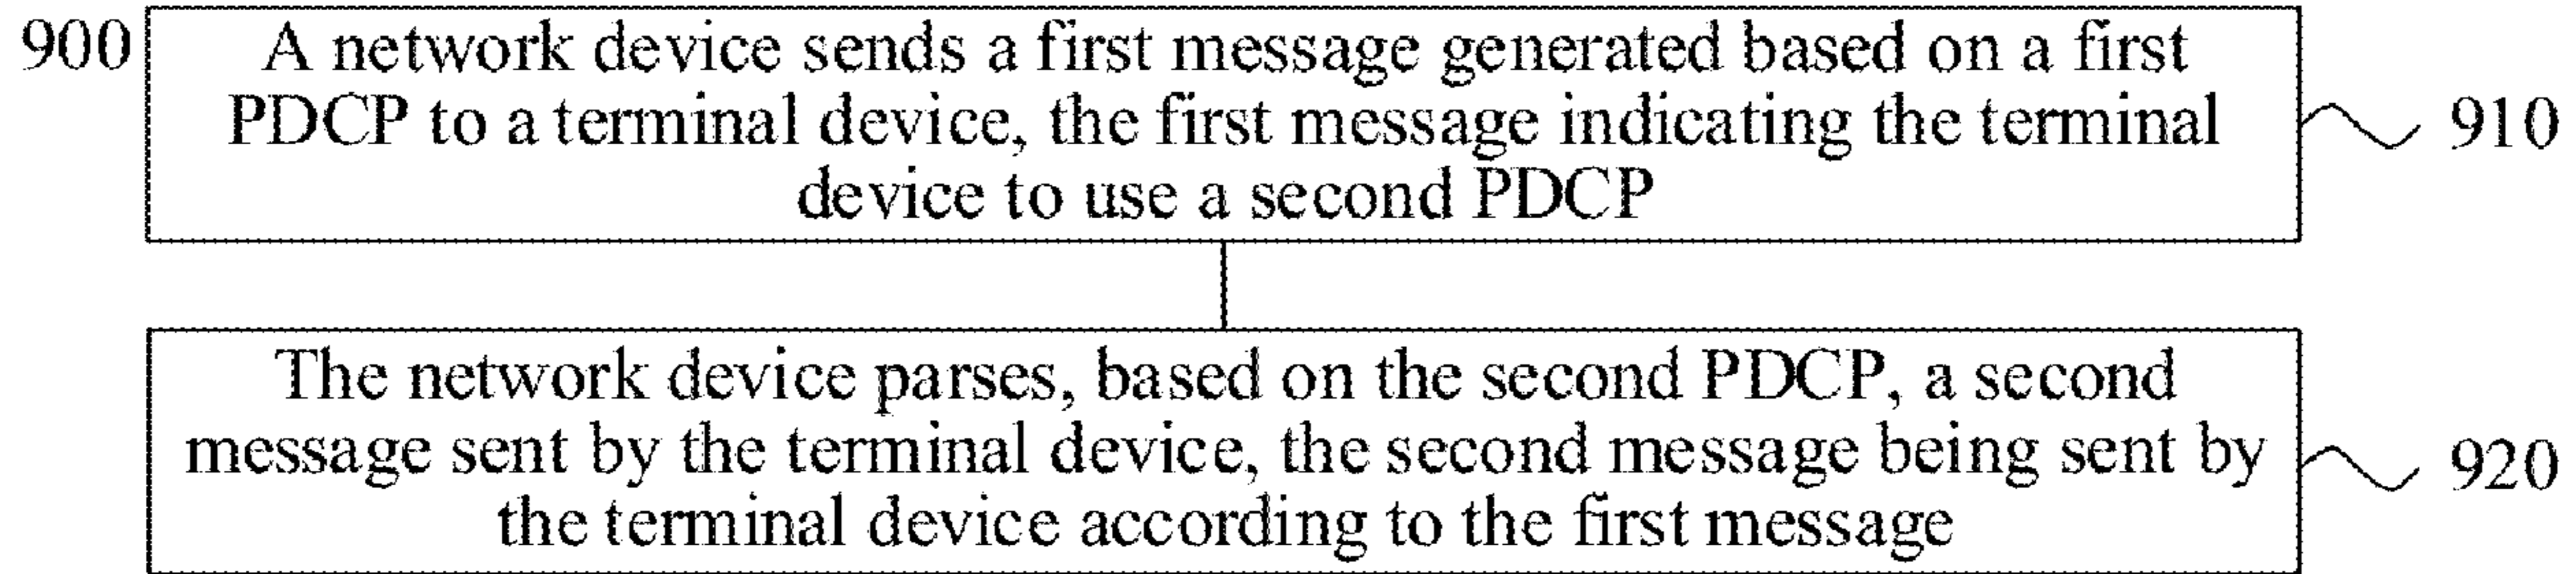 900
A network device sends a first message generated based on a first
PDCP to a terminal device, the first message indicating the terminal
910
device to use a second PDCP
The network device parses, based on the second PDCP, a second
message sent by the terminal device, the second message being sent by
920
the terminal device according to the first message